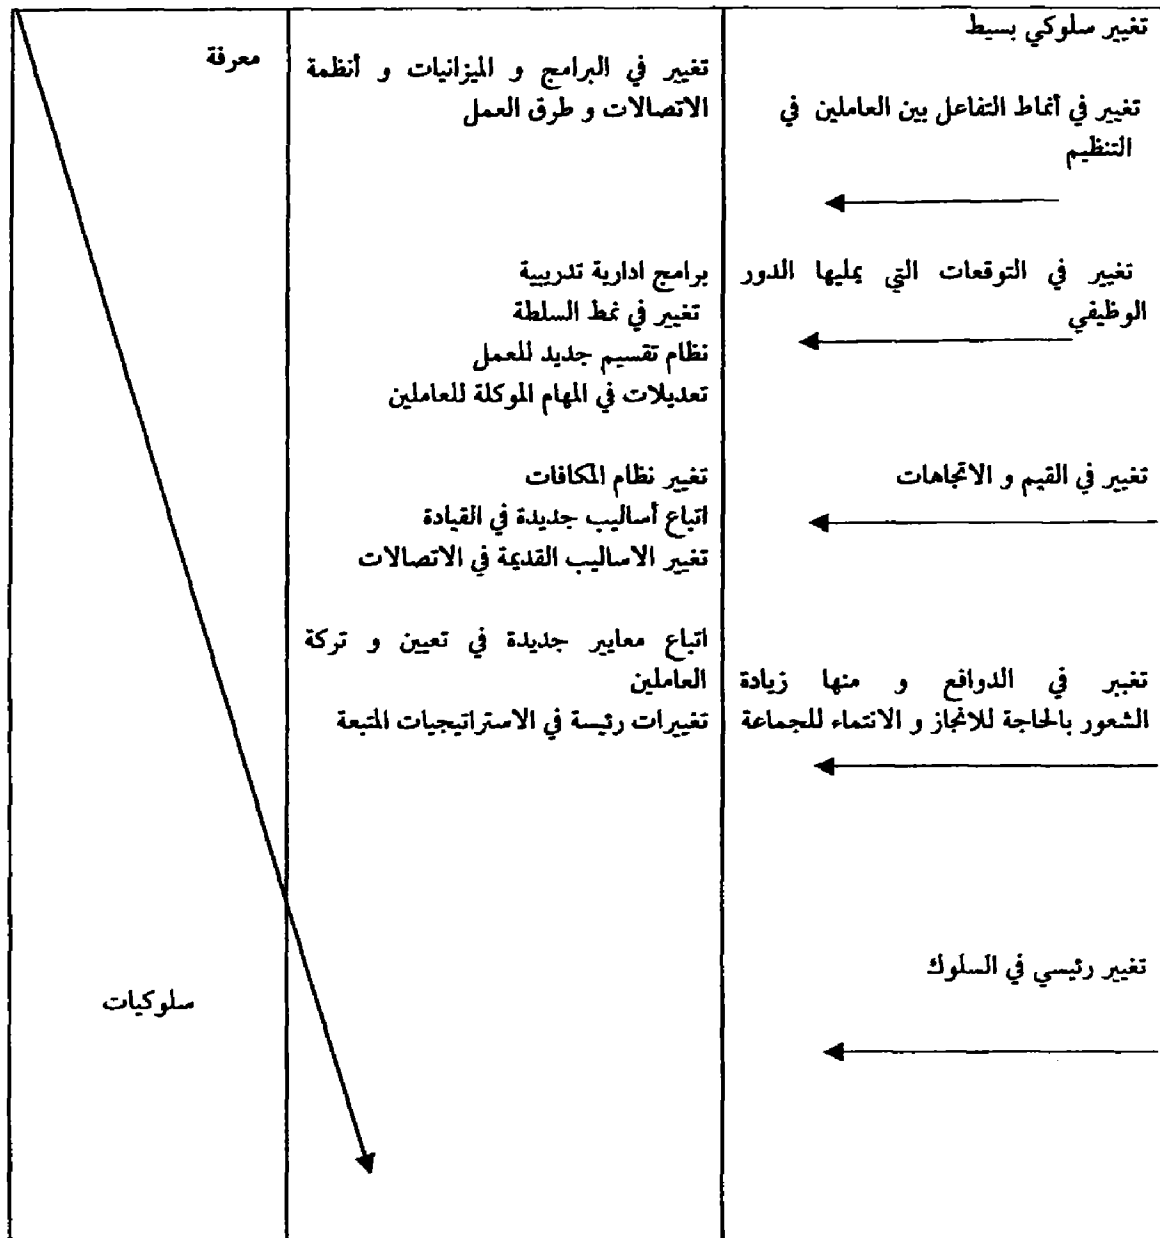 تغيير سلوكي بسيط
تغيير في أنماط التفاعل بين العاملين في
التنظيم
تغيير في التوقعات التي يمليها الدور
الوظيفي
تغيير في القيم و الاتجاهات
تغيير في الدوافع و منها زيادة
الشعور بالحاجة للانجاز و الانتماء للجماعة
تغيير رئيسي في السلوك
تغيير في البرامج و الميزانيات و أنظمة
الاتصالات و طرق العمل
برامج ادارية تدريبية
تغيير في نمط السلطة
نظام تقسيم جديد للعمل
تعديلات في المهام الموكلة للعاملين
تغيير نظام المكافات
اتباع أساليب جديدة في القيادة
تغيير الاساليب القديمة في الاتصالات
اتباع معايير جديدة في تعيين و تركة
العاملين
تغييرات رئيسة في الاستراتيجيات المتبعة
معرفة
سلوكيات